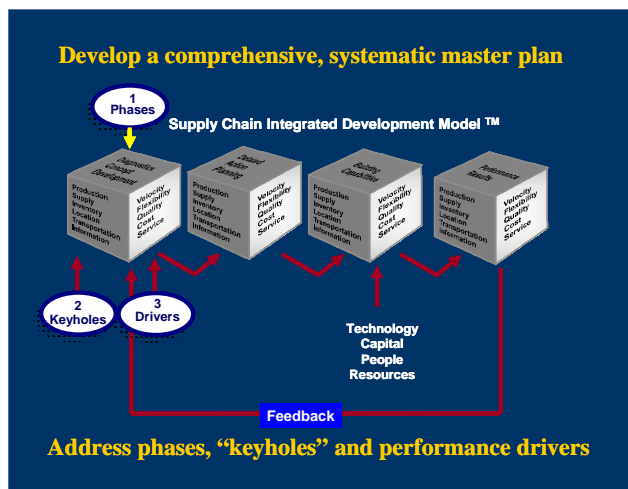 Develop a comprehensive, systematic master plan
1
Phases
Supply Chain Integrated Development Model ™
Diagnostics
Concept
Development
Production
Supply
Inventory
Location
Transportation
Information
Velocity
Flexibility
Quality
Cost
Service
Detailed
Action
Planning
Production
Supply
Inventory
Location
Transportation
Information
Velocity
Flexibility
Quality
Cost
Service
Building
Capabilities
Production
Supply
Inventory
Location
Transportation
Information
Velocity
Flexibility
Quality
Cost
Service
Performance
Results
Production
Supply
Inventory
Location
Transportation
Information
Velocity
Flexibility
Quality
Cost
Service
2
Keyholes
3
Drivers
Technology
Capital
People
Resources
Feedback
Address phases, “keyholes” and performance drivers